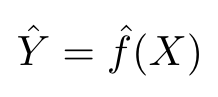 Ŷ = f̂(X)